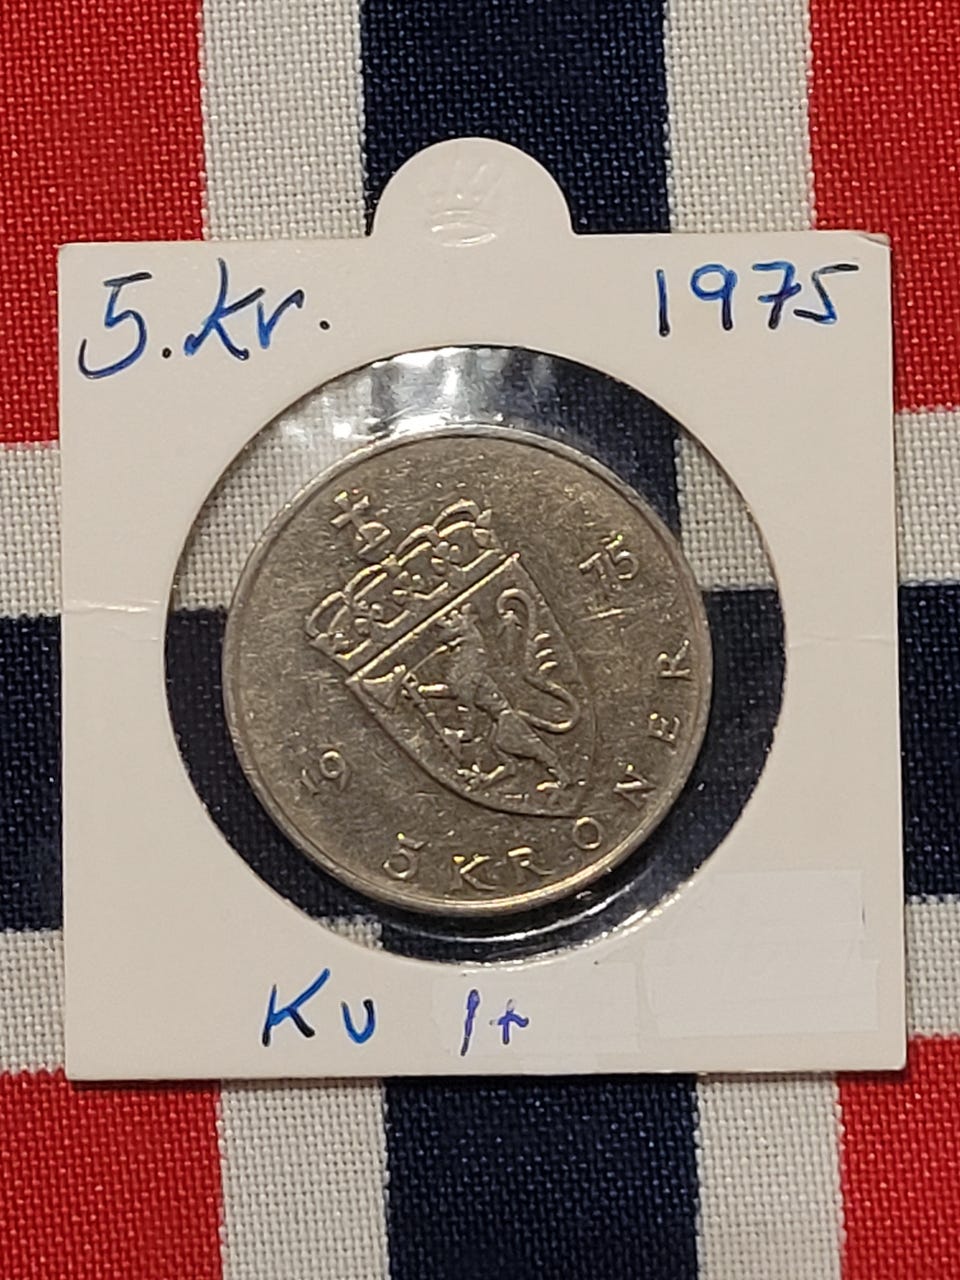 5.kr. 1975
19 75
5 KRONER
KV 1+